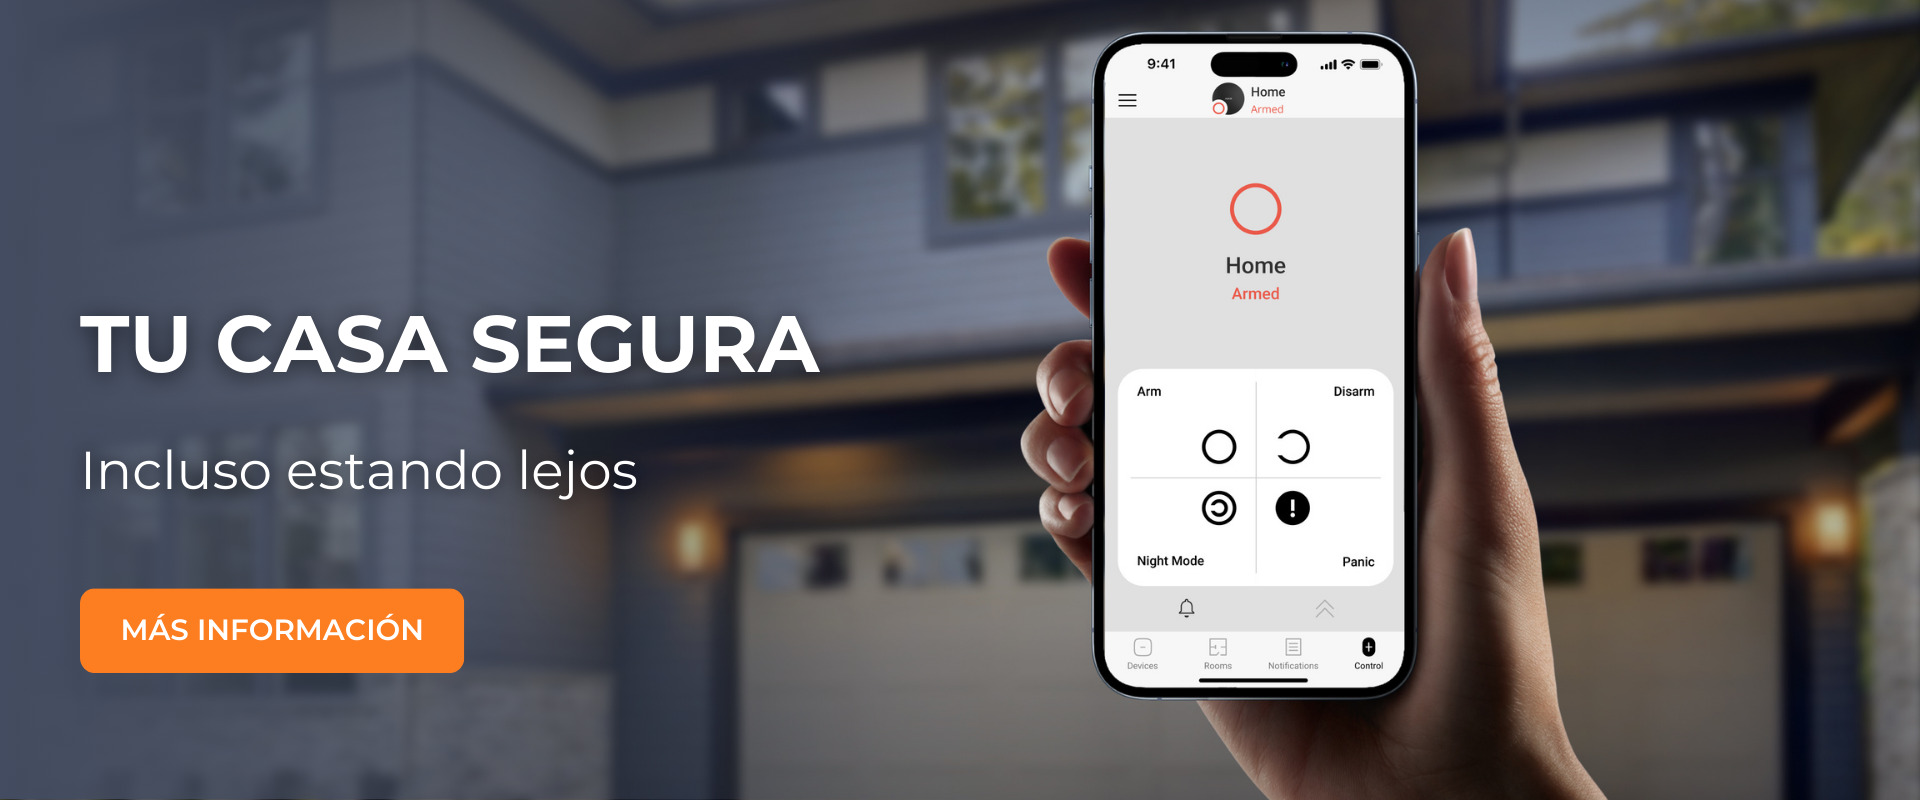 TU CASA SEGURA
Incluso estando lejos
MÁS INFORMACIÓN
9:41
Home
Armed
Home
Armed
Arm
Disarm
Night Mode
Panic
Devices
Rooms
Notifications
Control